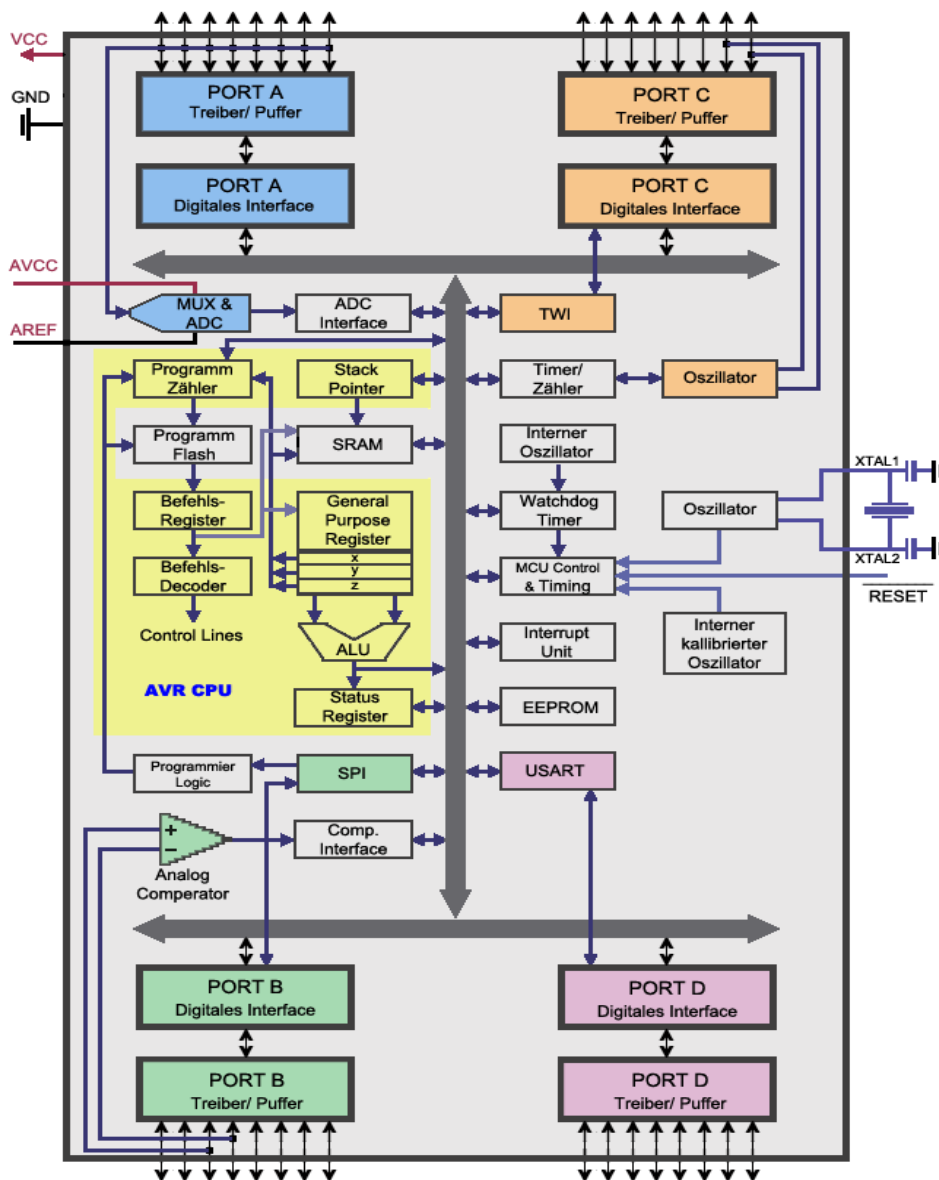 VCC
GND
PORT A
Treiber/ Puffer
PORT A
Digitales Interface
PORT C
Treiber/ Puffer
PORT C
Digitales Interface
AVCC
AREF
MUX &
ADC
ADC
Interface
TWI
Programm
Zähler
Stack
Pointer
Timer/
Zähler
Oszillator
Programm
Flash
SRAM
Interner
Oszillator
Befehls-
Register
General
Purpose
Register
x
y
z
Watchdog
Timer
Oszillator
XTAL1
XTAL2
Befehls-
Decoder
MCU Control
& Timing
RESET
Control Lines
ALU
Interrupt
Unit
Interner
kallibrierter
Oszillator
AVR CPU
Status
Register
EEPROM
Programmier
Logic
SPI
USART
+
−
Analog
Comperator
Comp.
Interface
PORT B
Digitales Interface
PORT B
Treiber/ Puffer
PORT D
Digitales Interface
PORT D
Treiber/ Puffer